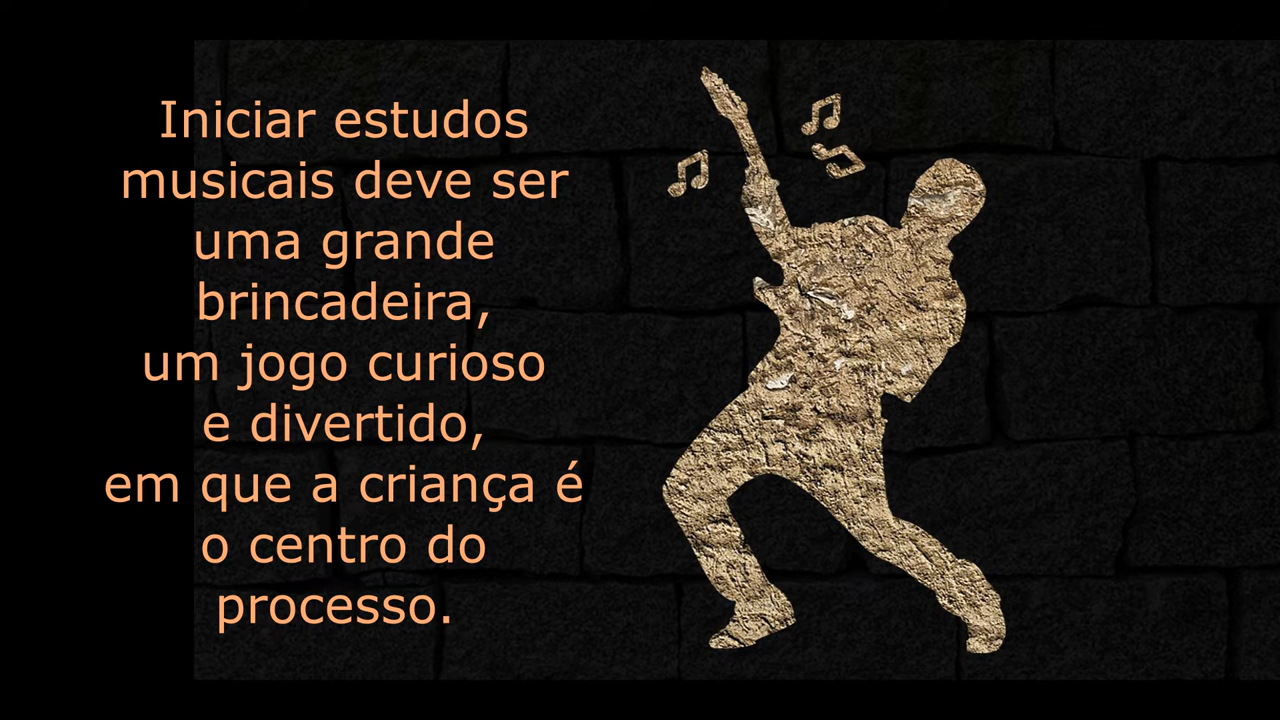 Iniciar estudos
musicais deve ser
uma grande
brincadeira,
um jogo curioso
e divertido,
em que a criança é
o centro do
processo.